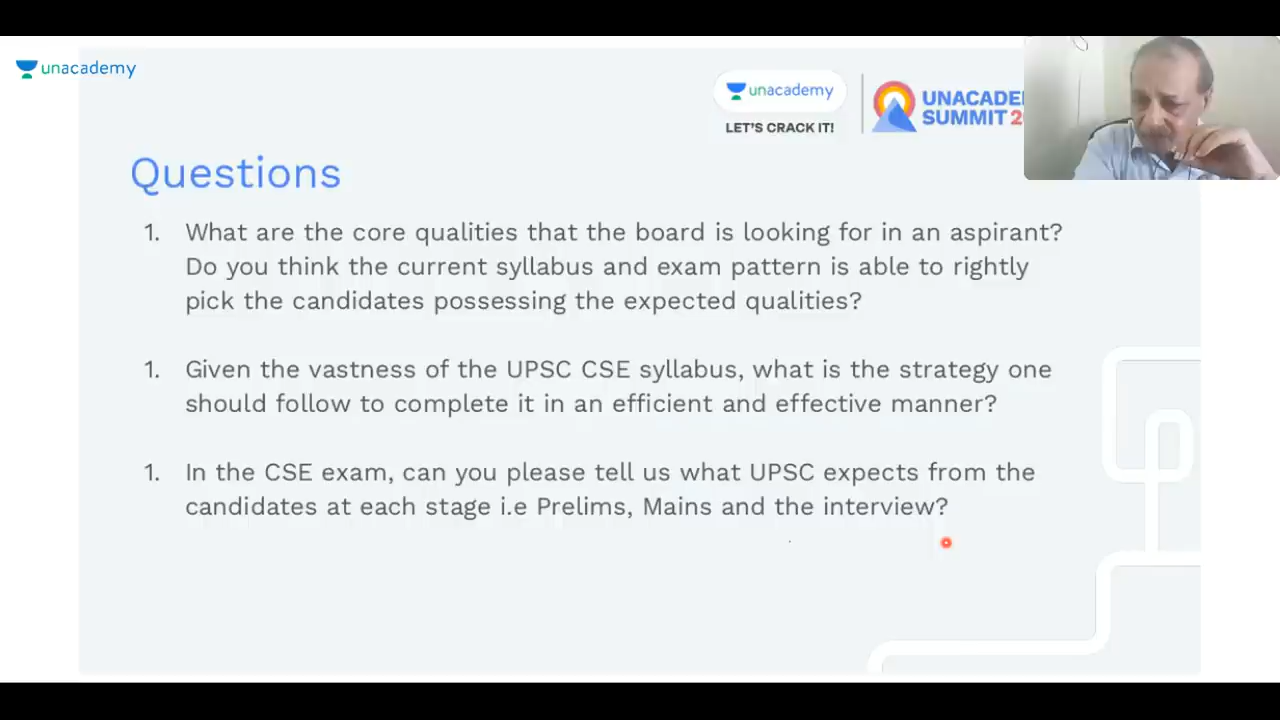 unacademy
unacademy
LET'S CRACK IT!
UNACADE
SUMMIT 2
Questions
1. What are the core qualities that the board is looking for in an aspirant?
Do you think the current syllabus and exam pattern is able to rightly
pick the candidates possessing the expected qualities?
1. Given the vastness of the UPSC CSE syllabus, what is the strategy one
should follow to complete it in an efficient and effective manner?
1. In the CSE exam, can you please tell us what UPSC expects from the
candidates at each stage i.e Prelims, Mains and the interview?